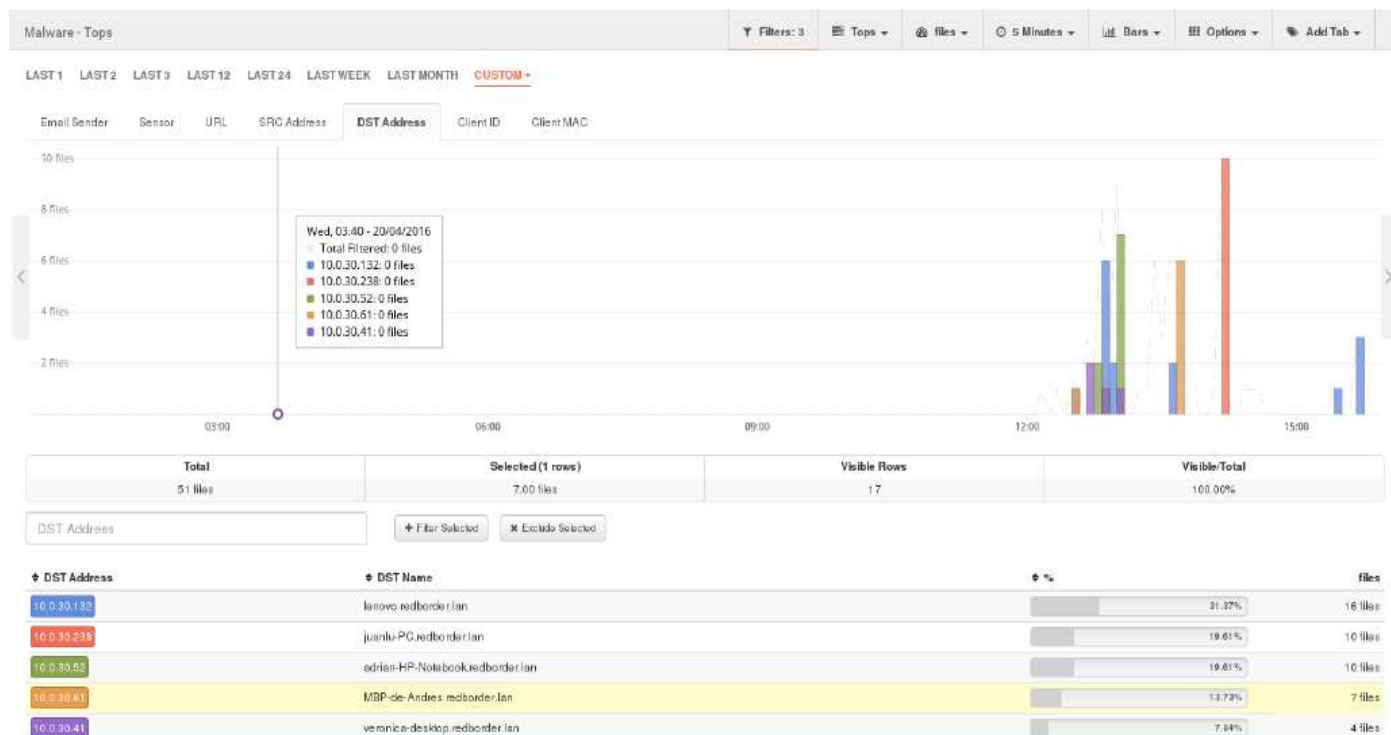 Malware - Tops
Filters: 3
Tops
files
5 Minutes
Bars
Options
Add Tab
LAST 1 LAST 2 LAST 3 LAST 12 LAST 24 LAST WEEK LAST MONTH CUSTOM
Email Sender Sensor URL SRC Address DST Address Client ID Client MAC
10 files
8 files
6 files
4 files
2 files
Wed, 03:40 - 20/04/2016
Total Filtered: 0 files
10.0.30.132: 0 files
10.0.30.238: 0 files
10.0.30.52: 0 files
10.0.30.61: 0 files
10.0.30.41: 0 files
03:00 06:00 09:00 12:00 15:00
Total Selected (1 rows) Visible Rows Visible/Total
51 files 7.00 files 17 100.00%
DST Address
+ Filter Selected
× Exclude Selected
DST Address DST Name % files
10.0.30.132 lenovo.redborder.lan 31.37% 16 files
10.0.30.238 juanlu-PC.redborder.lan 19.61% 10 files
10.0.30.52 adrian-HP-Notebook.redborder.lan 19.61% 10 files
10.0.30.61 MBP-de-Andres.redborder.lan 13.73% 7 files
10.0.30.41 veronica-desktop.redborder.lan 7.84% 4 files